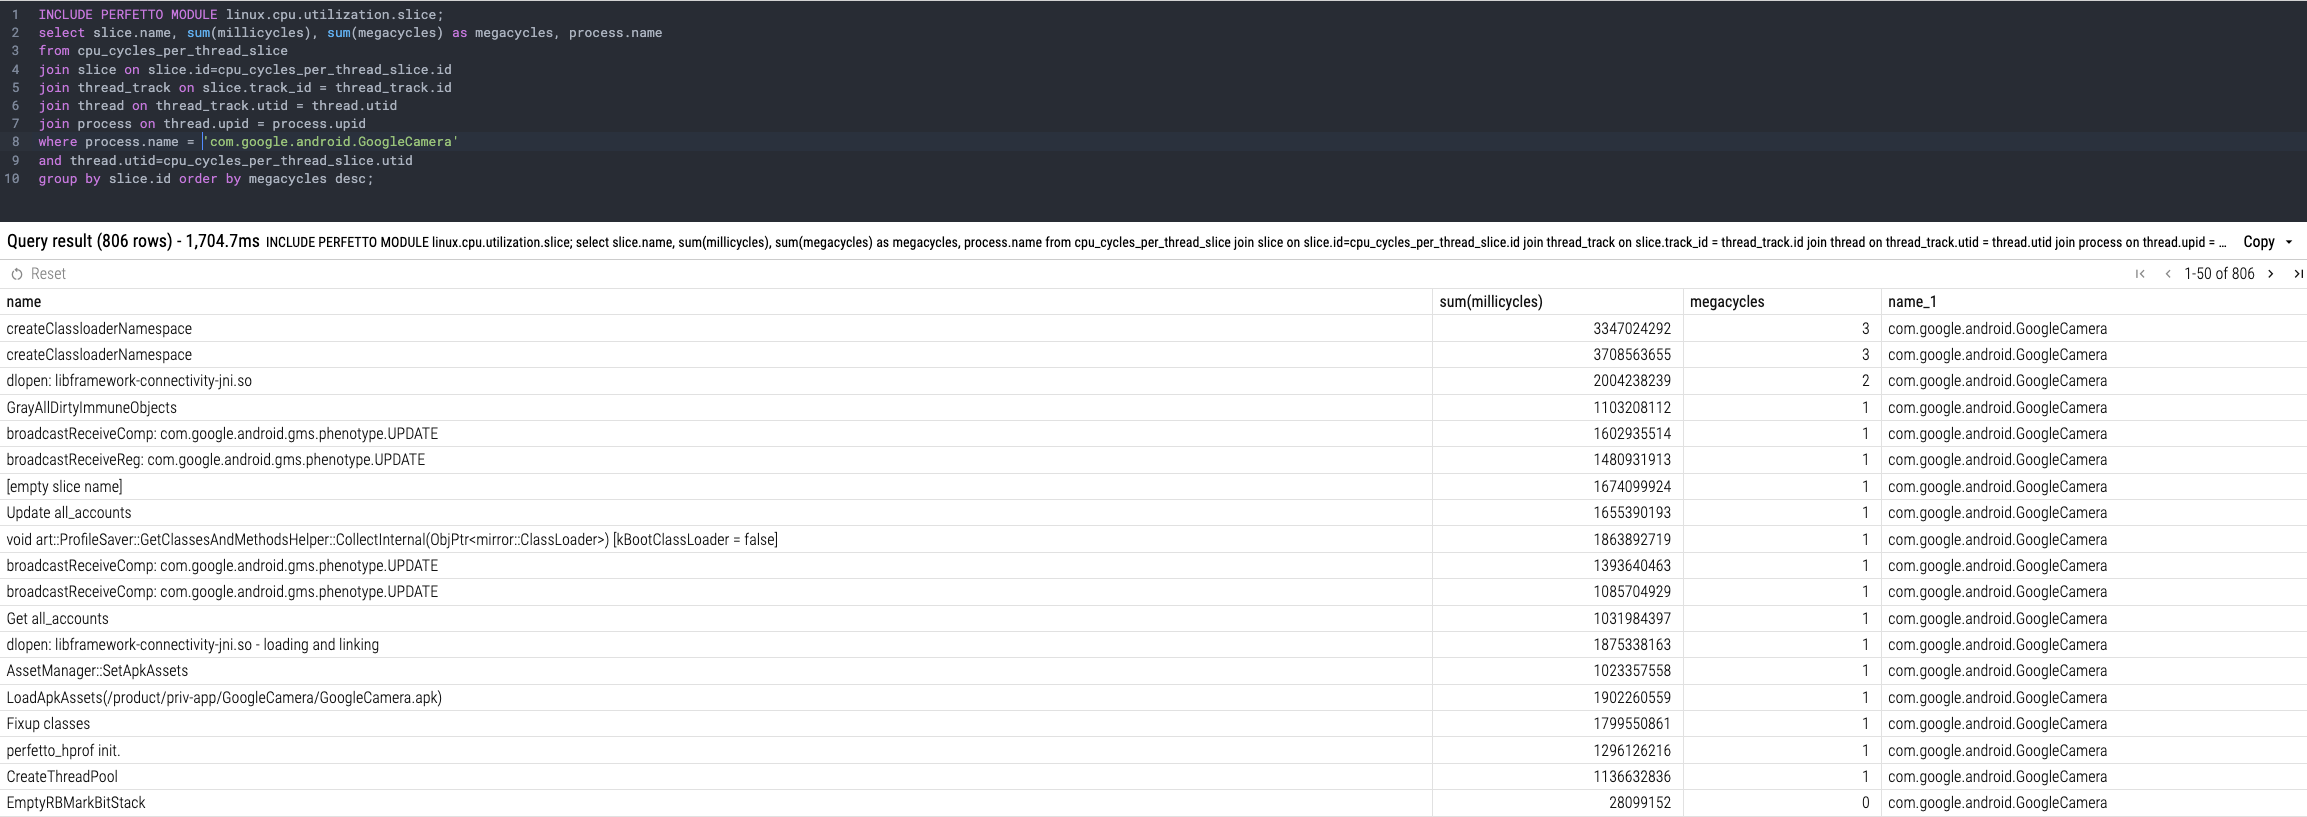 1 INCLUDE PERFETTO MODULE linux.cpu.utilization.slice;
2 select slice.name, sum(millicycles), sum(megacycles) as megacycles, process.name
3 from cpu_cycles_per_thread_slice
4 join slice on slice.id=cpu_cycles_per_thread_slice.id
5 join thread_track on slice.track_id = thread_track.id
6 join thread on thread_track.utid = thread.utid
7 join process on thread.upid = process.upid
8 where process.name = 'com.google.android.GoogleCamera'
9 and thread.utid=cpu_cycles_per_thread_slice.utid
10 group by slice.id order by megacycles desc;
Query result (806 rows) - 1,704.7ms INCLUDE PERFETTO MODULE linux.cpu.utilization.slice; select slice.name, sum(millicycles), sum(megacycles) as megacycles, process.name from cpu_cycles_per_thread_slice join slice on slice.id=cpu_cycles_per_thread_slice.id join thread_track on slice.track_id = thread_track.id join thread on thread_track.utid = thread.utid join process on thread.upid = ... Copy
Reset 1-50 of 806
name sum(millicycles) megacycles name_1
createClassloaderNamespace 3347024292 3 com.google.android.GoogleCamera
createClassloaderNamespace 3708563655 3 com.google.android.GoogleCamera
dlopen: libframework-connectivity-jni.so 2004238239 2 com.google.android.GoogleCamera
GrayAllDirtyImmuneObjects 1103208112 1 com.google.android.GoogleCamera
broadcastReceiveComp: com.google.android.gms.phenotype.UPDATE 1602935514 1 com.google.android.GoogleCamera
broadcastReceiveReg: com.google.android.gms.phenotype.UPDATE 1480931913 1 com.google.android.GoogleCamera
[empty slice name] 1674099924 1 com.google.android.GoogleCamera
Update all_accounts 1655390193 1 com.google.android.GoogleCamera
void art::ProfileSaver::GetClassesAndMethodsHelper::CollectInternal(ObjPtr<mirror::ClassLoader>) [kBootClassLoader = false] 1863892719 1 com.google.android.GoogleCamera
broadcastReceiveComp: com.google.android.gms.phenotype.UPDATE 1393640463 1 com.google.android.GoogleCamera
broadcastReceiveComp: com.google.android.gms.phenotype.UPDATE 1085704929 1 com.google.android.GoogleCamera
Get all_accounts 1031984397 1 com.google.android.GoogleCamera
dlopen: libframework-connectivity-jni.so - loading and linking 1875338163 1 com.google.android.GoogleCamera
AssetManager::SetApkAssets 1023357558 1 com.google.android.GoogleCamera
LoadApkAssets(/product/priv-app/GoogleCamera/GoogleCamera.apk) 1902260559 1 com.google.android.GoogleCamera
Fixup classes 1799550861 1 com.google.android.GoogleCamera
perfetto_hprof init. 1296126216 1 com.google.android.GoogleCamera
CreateThreadPool 1136632836 1 com.google.android.GoogleCamera
EmptyRBMarkBitStack 28099152 0 com.google.android.GoogleCamera